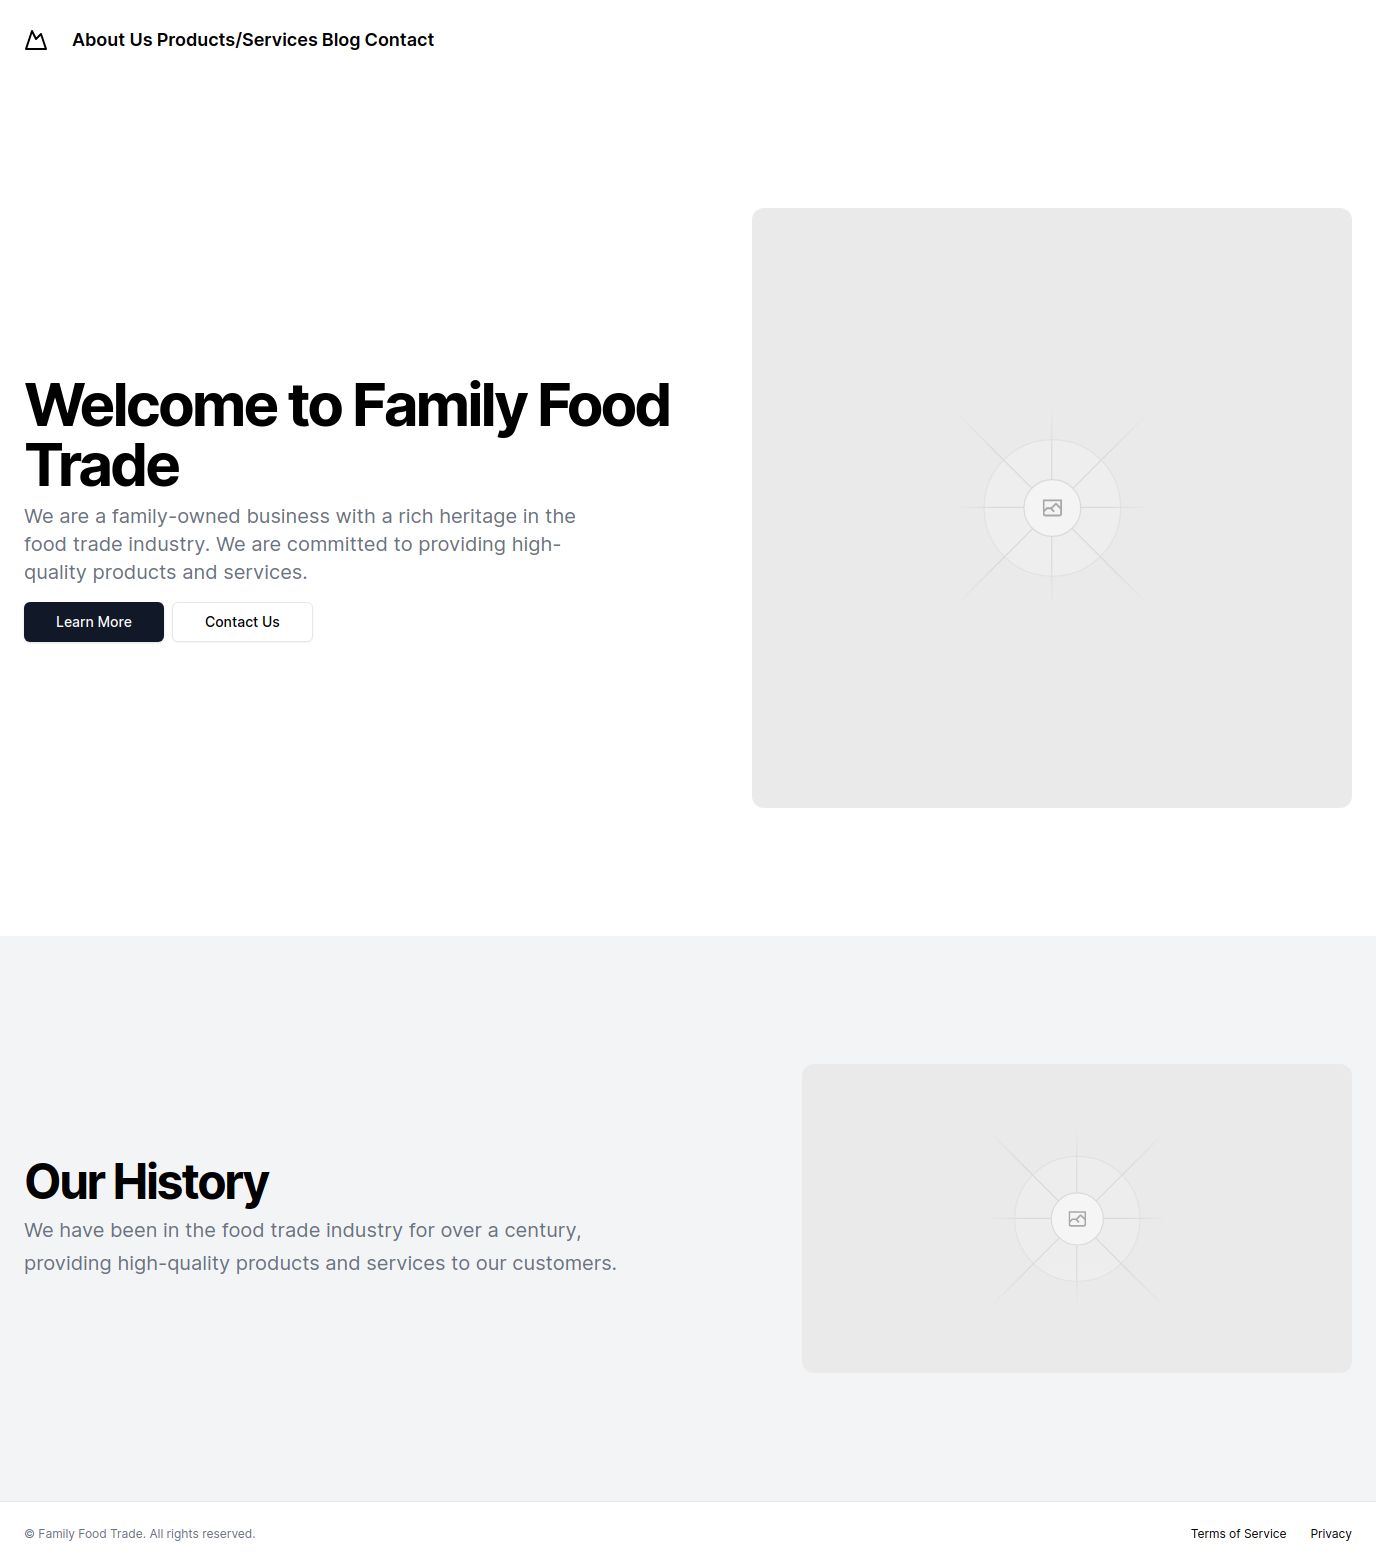 About Us Products/Services Blog Contact
Welcome to Family Food
Trade
We are a family-owned business with a rich heritage in the
food trade industry. We are committed to providing high-
quality products and services.
Learn More
Contact Us
Our History
We have been in the food trade industry for over a century,
providing high-quality products and services to our customers.
© Family Food Trade. All rights reserved.
Terms of Service
Privacy